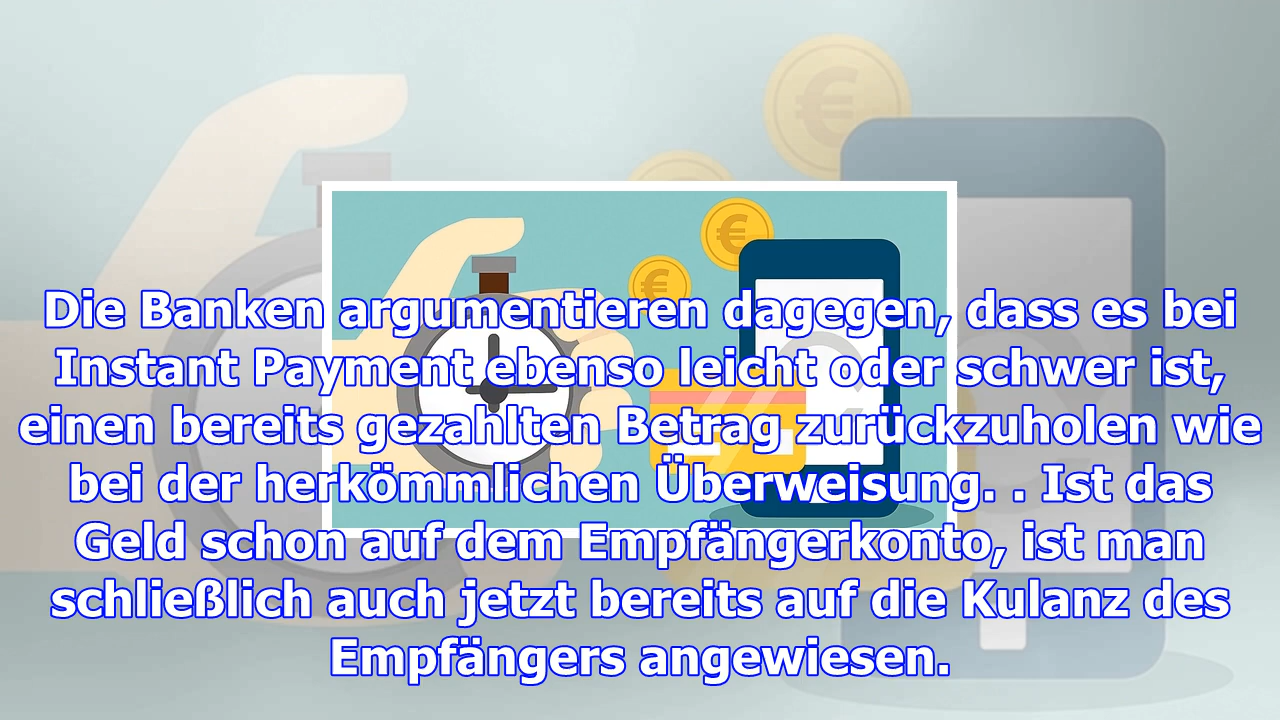 Die Banken argumentieren dagegen, dass es bei
Instant Payment ebenso leicht oder schwer ist,
einen bereits gezahlten Betrag zurückzuholen wie
bei der herkömmlichen Überweisung. . Ist das
Geld schon auf dem Empfängerkonto, ist man
schließlich auch jetzt bereits auf die Kulanz des
Empfängers angewiesen.